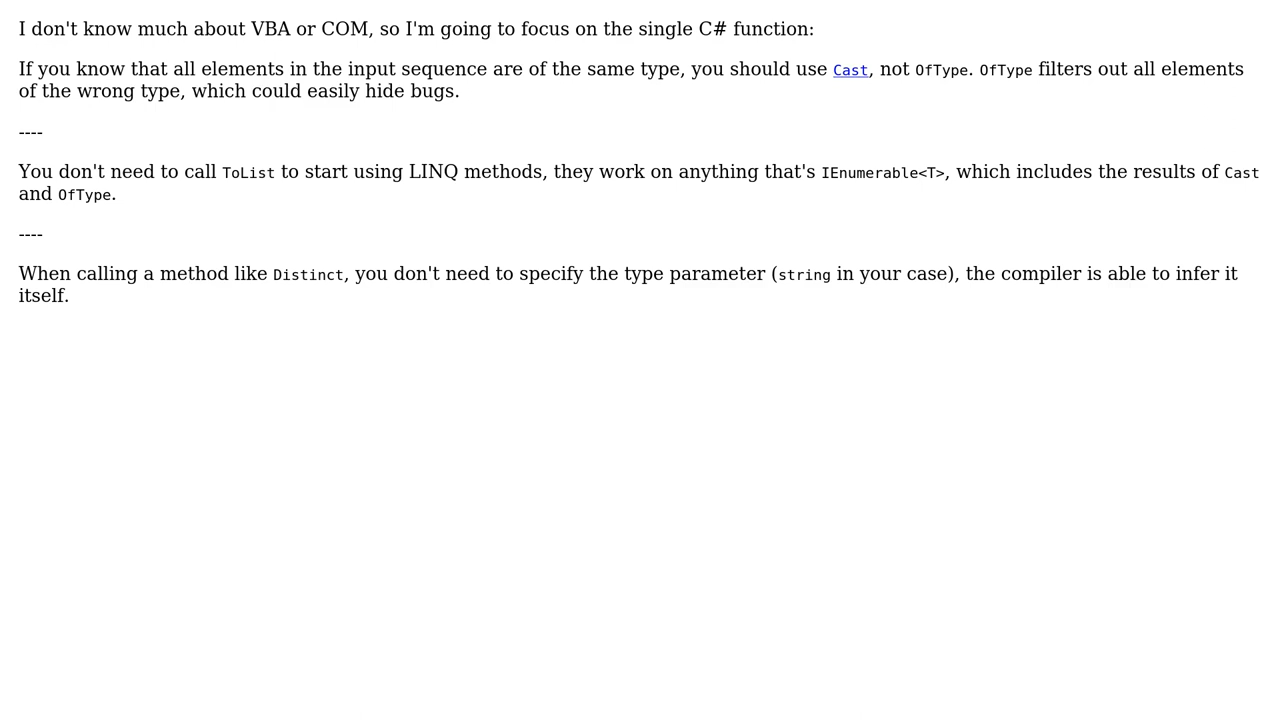 I don't know much about VBA or COM, so I'm going to focus on the single C# function:
If you know that all elements in the input sequence are of the same type, you should use Cast, not OfType. OfType filters out all elements
of the wrong type, which could easily hide bugs.
----
You don't need to call ToList to start using LINQ methods, they work on anything that's IEnumerable<T>, which includes the results of Cast
and OfType.
----
When calling a method like Distinct, you don't need to specify the type parameter (string in your case), the compiler is able to infer it
itself.